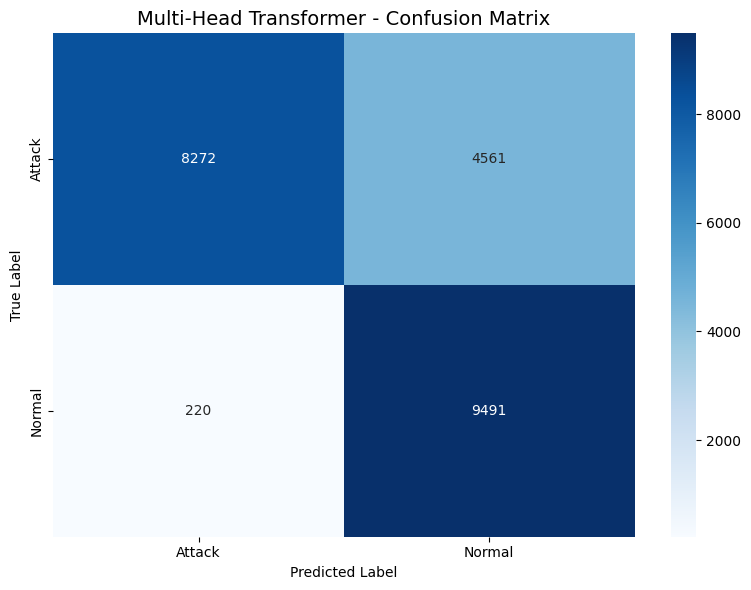 Multi-Head Transformer - Confusion Matrix
True Label
Attack
8272
4561
Normal
220
9491
Attack
Normal
Predicted Label
8000
6000
4000
2000